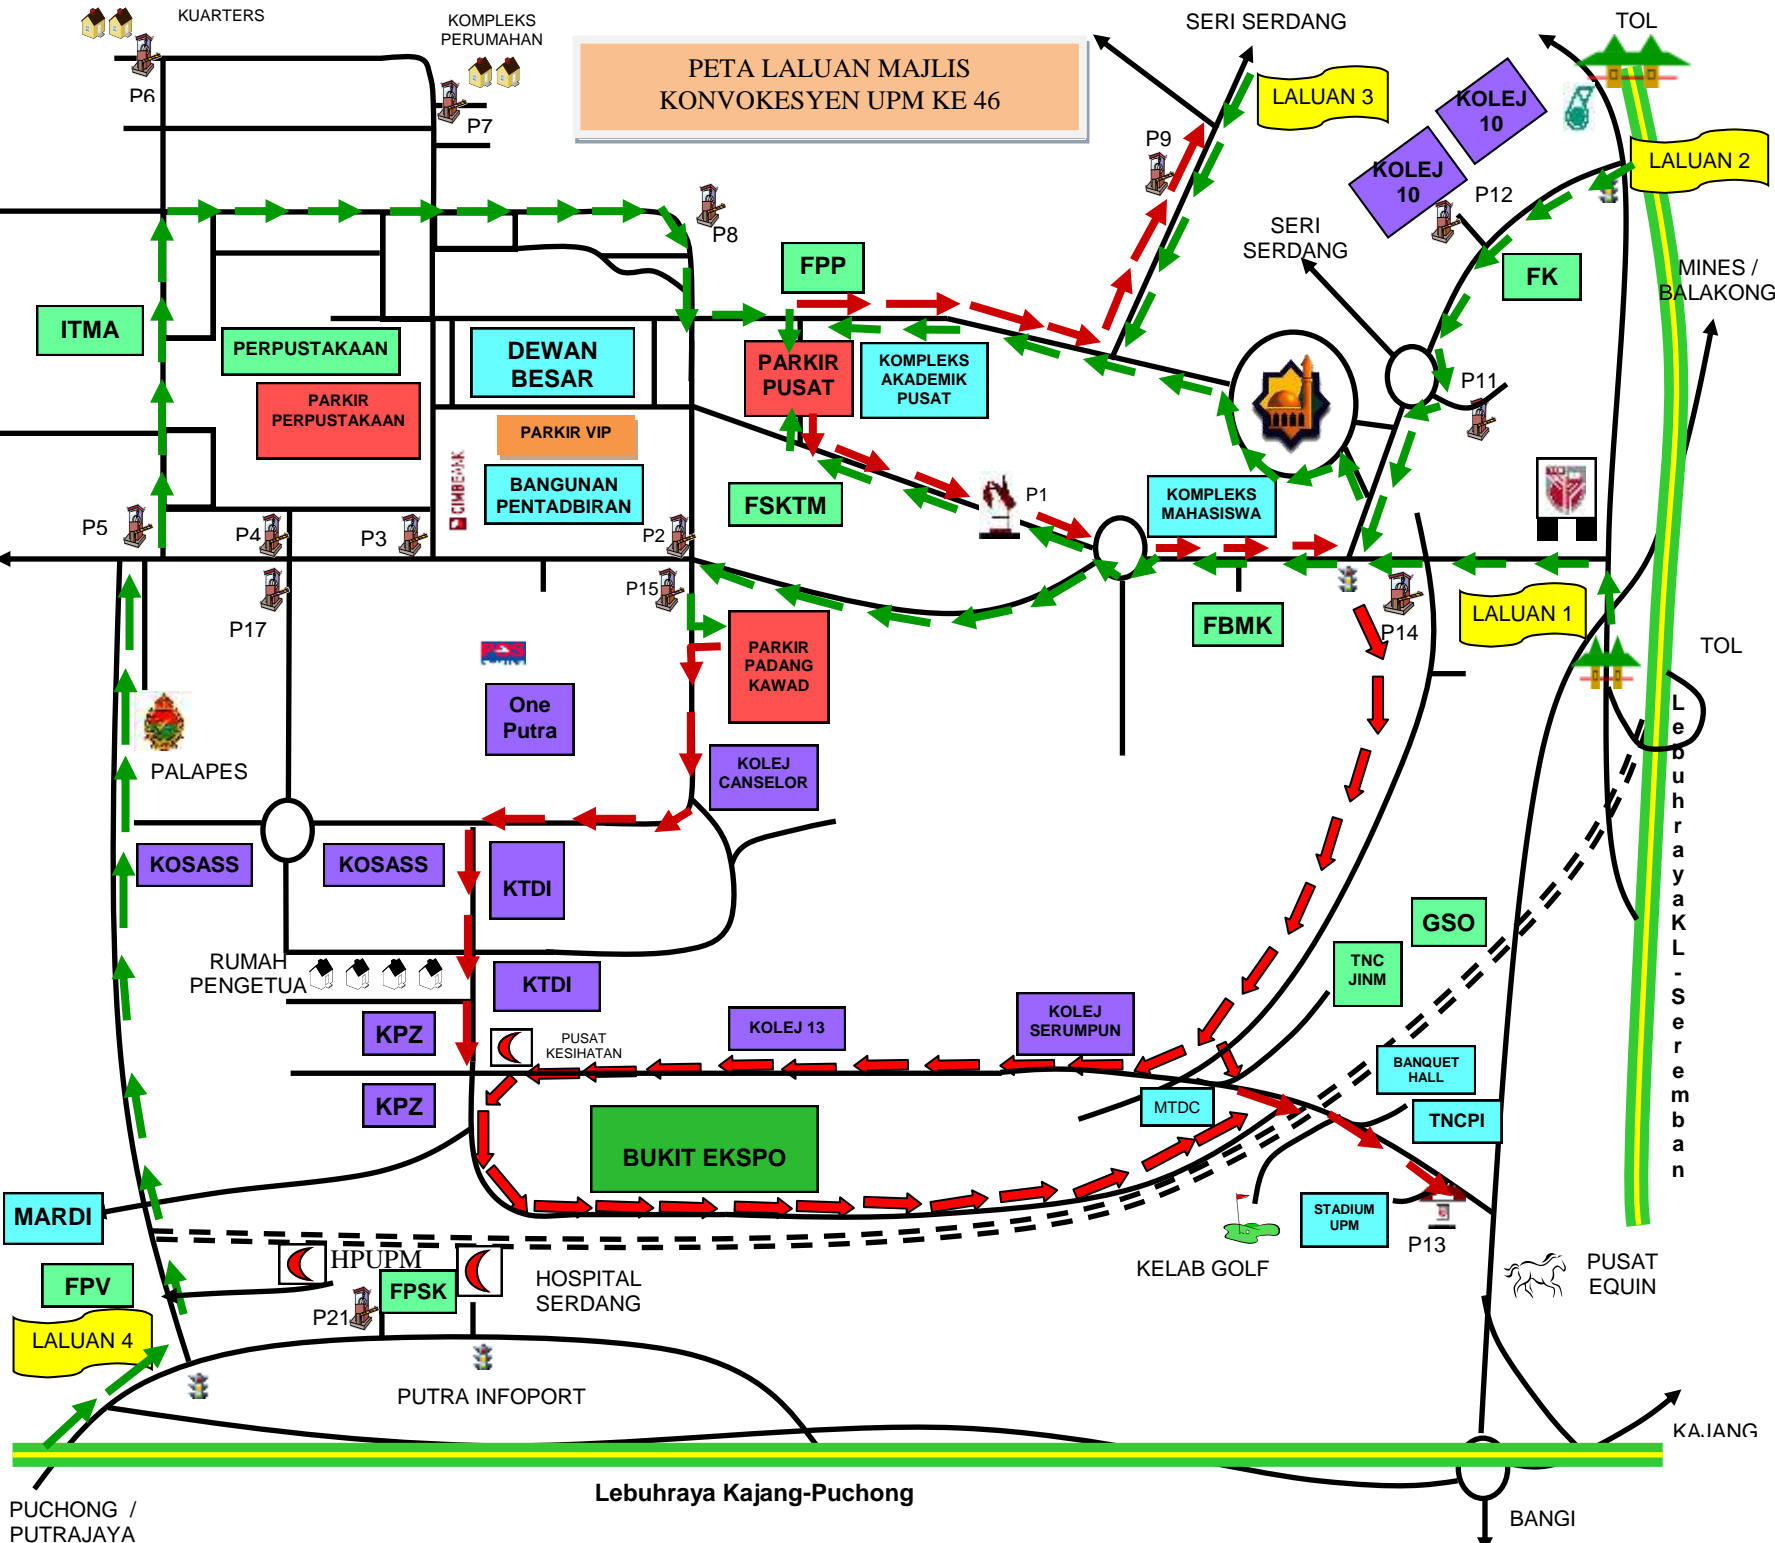 KUARTERS
KOMPLEKS
PERUMAHAN
SERI SERDANG
TOL
PETA LALUAN MAJLIS
KONVOKESYEN UPM KE 46
LALUAN 3
KOLEJ
10
KOLEJ
10
LALUAN 2
P6
P7
P9
P12
P8
SERI
SERDANG
FPP
FK
MINES /
BALAKONG
ITMA
PERPUSTAKAAN
DEWAN
BESAR
PARKIR
PUSAT
KOMPLEKS
AKADEMIK
PUSAT
P11
PARKIR
PERPUSTAKAAN
PARKIR VIP
CIMB BANK
BANGUNAN
PENTADBIRAN
FSKTM
P1
KOMPLEKS
MAHASISWA
P5
P4
P3
P2
P15
P17
FBMK
P14
LALUAN 1
TOL
POS
PARKIR
PADANG
KAWAD
One
Putra
PALAPES
KOLEJ
CANSELOR
Lebuhraya KL - Seremban
KOSASS
KOSASS
KTDI
GSO
TNC
JINM
RUMAH
PENGETUA
KTDI
KPZ
PUSAT
KESIHATAN
KOLEJ 13
KOLEJ
SERUMPUN
BANQUET
HALL
KPZ
MTDC
TNCPI
BUKIT EKSPO
MARDI
STADIUM
UPM
P13
HPUPM
FPV
FPSK
HOSPITAL
SERDANG
KELAB GOLF
PUSAT
EQUIN
P21
LALUAN 4
PUTRA INFOPORT
KAJANG
Lebuhraya Kajang-Puchong
PUCHONG /
PUTRAJAYA
BANGI